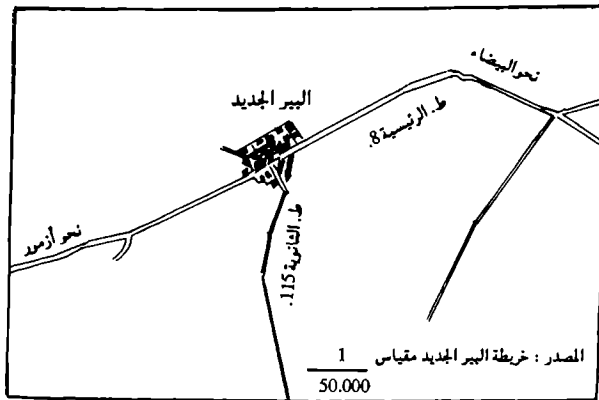 نحو البيضاء
البير الجديد
ط. الرئيسية 8.
نحو أزمور
ط. الثانوية 115.
المصدر : خريطة البير الجديد مقياس 1
50.000